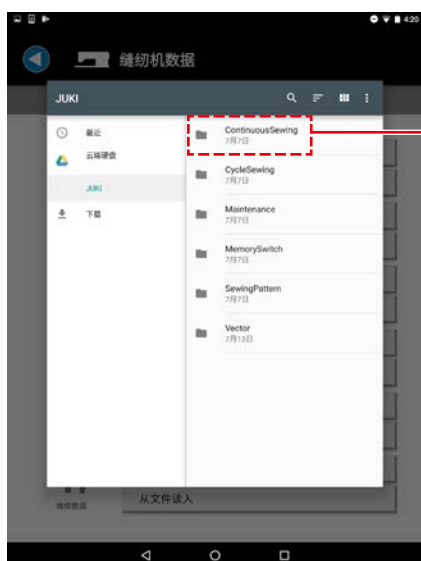 4:20
缝纫机数据
JUKI
最近
云端硬盘
JUKI
下载
ContinuousSewing
7月7日
CycleSewing
7月7日
Maintenance
7月7日
MemorySwitch
7月7日
SewingPattern
7月7日
Vector
7月13日
从文件读入